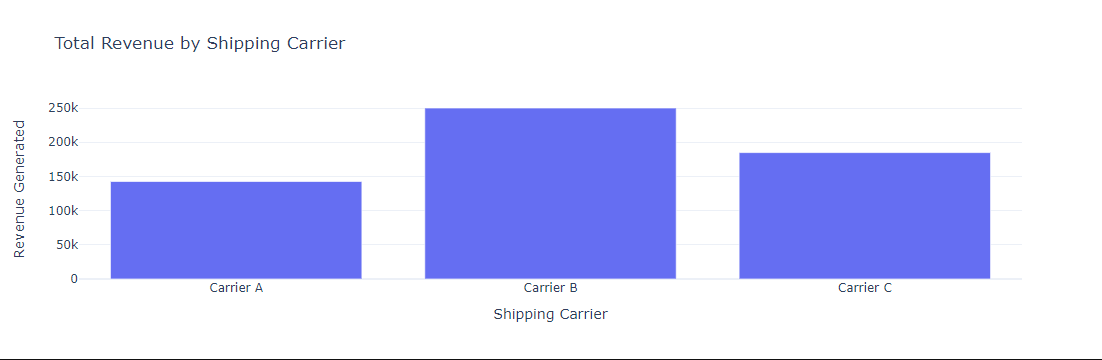 Total Revenue by Shipping Carrier
Revenue Generated
250k
200k
150k
100k
50k
0
Carrier A
Carrier B
Carrier C
Shipping Carrier